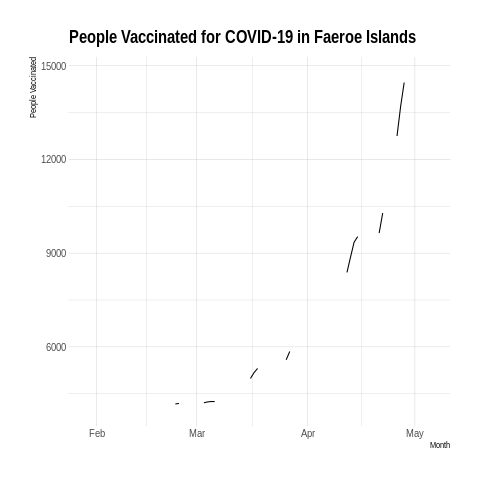 People Vaccinated for COVID-19 in Faeroe Islands
People Vaccinated
15000
12000
9000
6000
Feb
Mar
Apr
May
Month